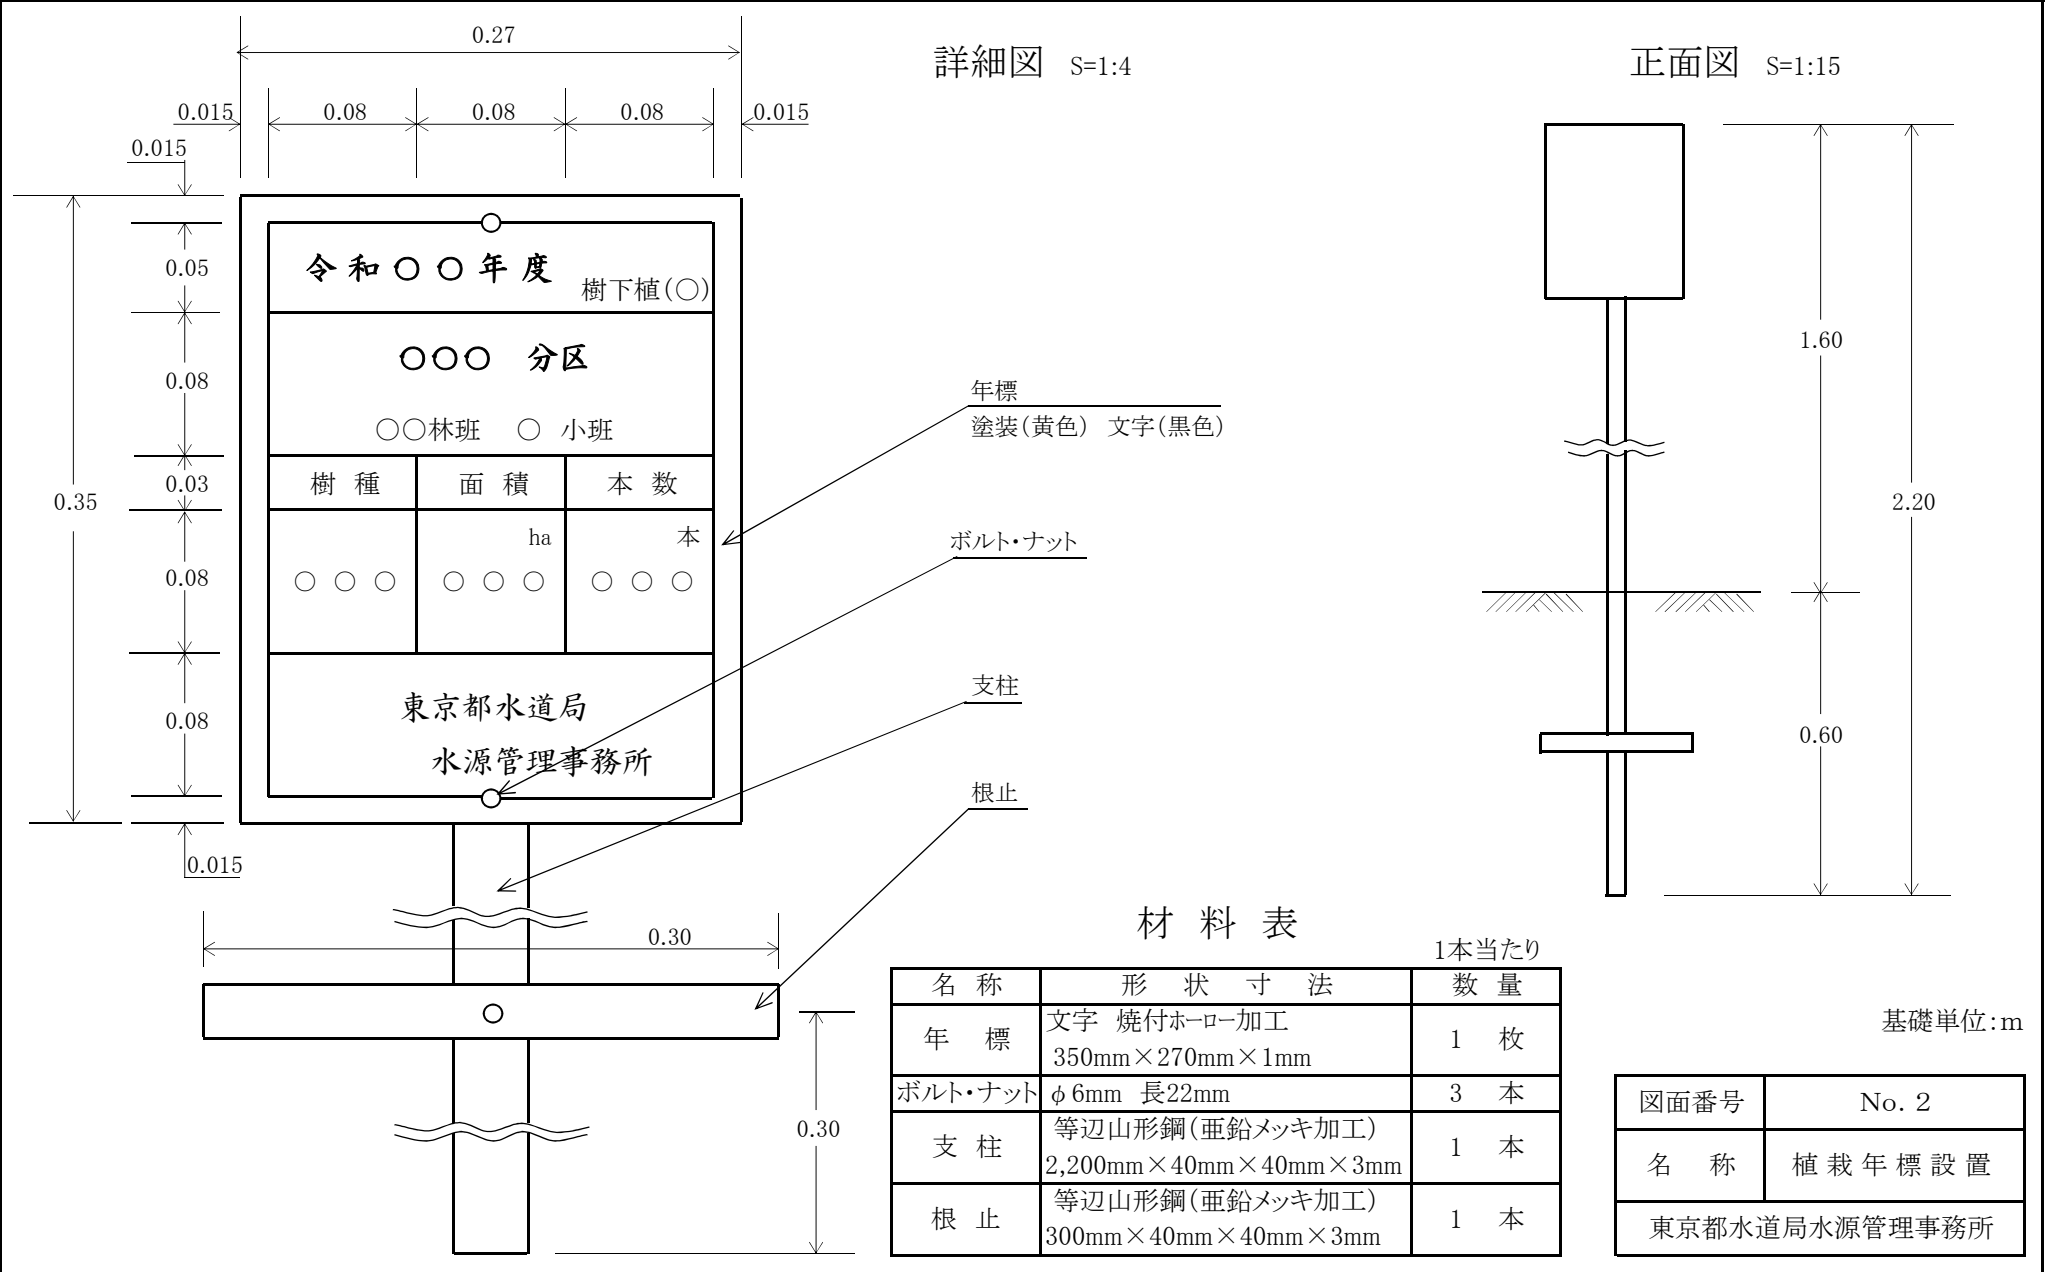 詳細図 S=1:4
正面図 S=1:15
0.27
0.015 0.08 0.08 0.08 0.015
0.015
0.05
0.08
0.03
0.08
0.08
0.015
0.35
令和〇〇年度
樹下植(〇)
〇〇〇 分区
〇〇林班 〇 小班
樹種 面積 本数
ha 本
〇〇〇 〇〇〇 〇〇〇
東京都水道局
水源管理事務所
年標
塗装(黄色) 文字(黒色)
ボルト・ナット
支柱
根止
0.30
0.30
1.60
2.20
0.60
材料表
1本当たり
名称 形状寸法 数量
年標 文字 焼付ホーロー加工 1枚
350mm×270mm×1mm
ボルト・ナット φ6mm 長22mm 3本
支柱 等辺山形鋼(亜鉛メッキ加工) 1本
2,200mm×40mm×40mm×3mm
根止 等辺山形鋼(亜鉛メッキ加工) 1本
300mm×40mm×40mm×3mm
基礎単位:m
図面番号 No. 2
名称 植栽年標設置
東京都水道局水源管理事務所